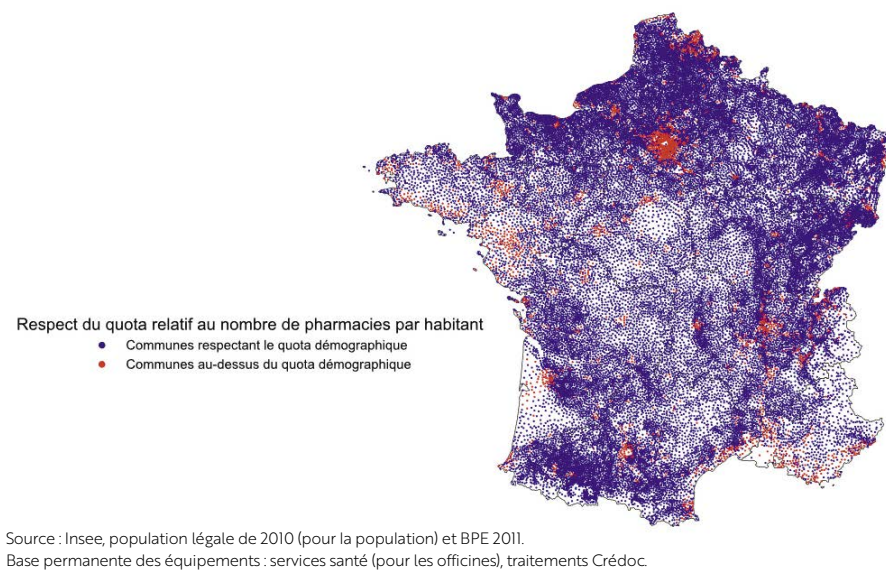 Respect du quota relatif au nombre de pharmacies par habitant
Communes respectant le quota démographique
Communes au-dessus du quota démographique
Source : Insee, population légale de 2010 (pour la population) et BPE 2011.
Base permanente des équipements : services santé (pour les officines), traitements Crédoc.